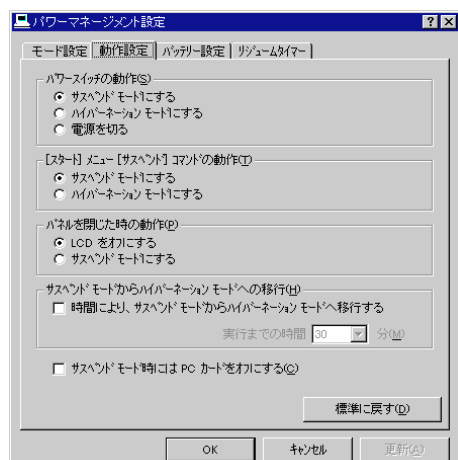 パワーマネージメント設定
モード設定 動作設定 バッテリー設定 リジュームタイマー
パワースイッチの動作(S)
サスペンド モードにする
ハイバーネーション モードにする
電源を切る
[スタート] メニュー [サスペンド] コマンドの動作(T)
サスペンド モードにする
ハイバーネーション モードにする
パネルを閉じた時の動作(P)
LCD をオフにする
サスペンド モードにする
サスペンド モードからハイバーネーション モードへの移行(H)
時間により、サスペンド モードからハイバーネーション モードへ移行する
実行までの時間 30 分(M)
サスペンド モード時には PC カードをオフにする(C)
標準に戻す(D)
OK キャンセル 更新(A)